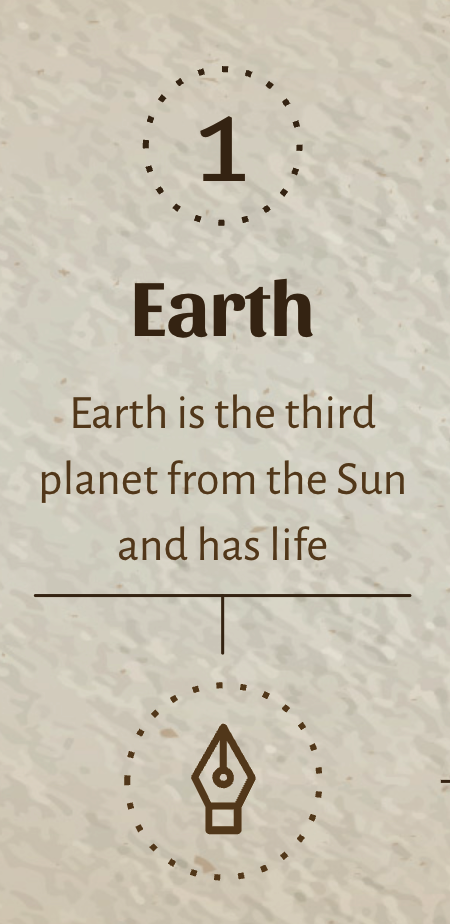 1
Earth
Earth is the third
planet from the Sun
and has life